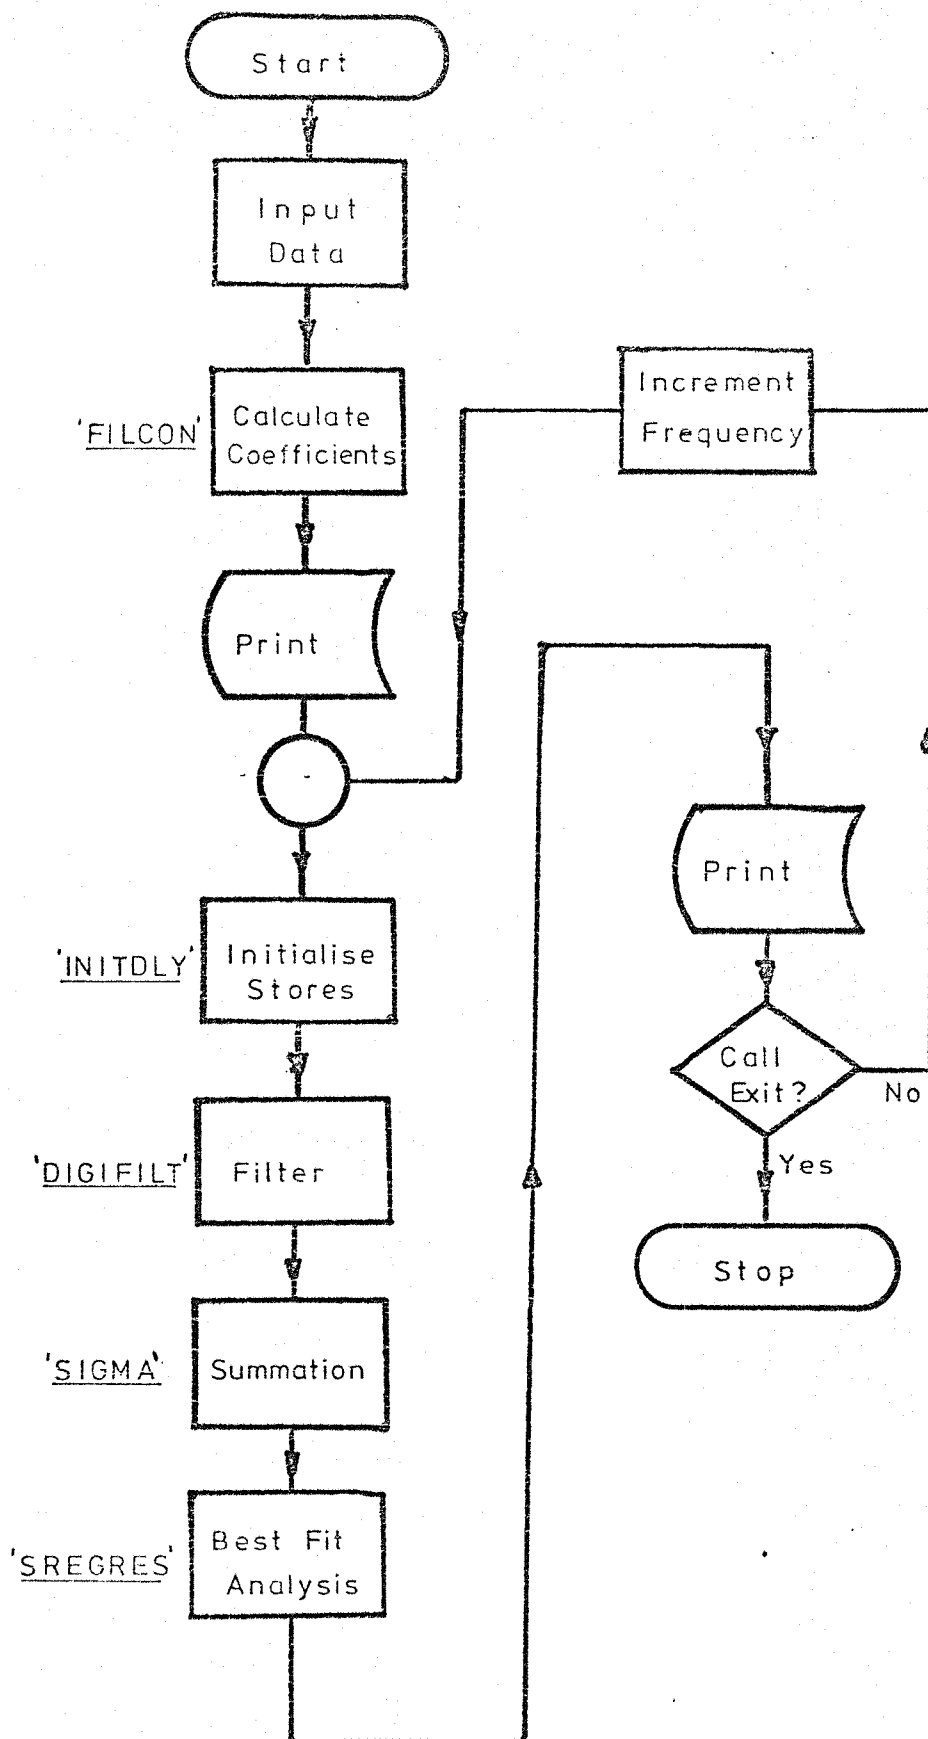 Start
Input
Data
'FILCON'
Calculate
Coefficients
Print
'INITDLY'
Initialise
Stores
'DIGIFILT'
Filter
'SIGMA'
Summation
'SREGRES'
Best Fit
Analysis
Increment
Frequency
Print
Call
Exit?
No
Yes
Stop